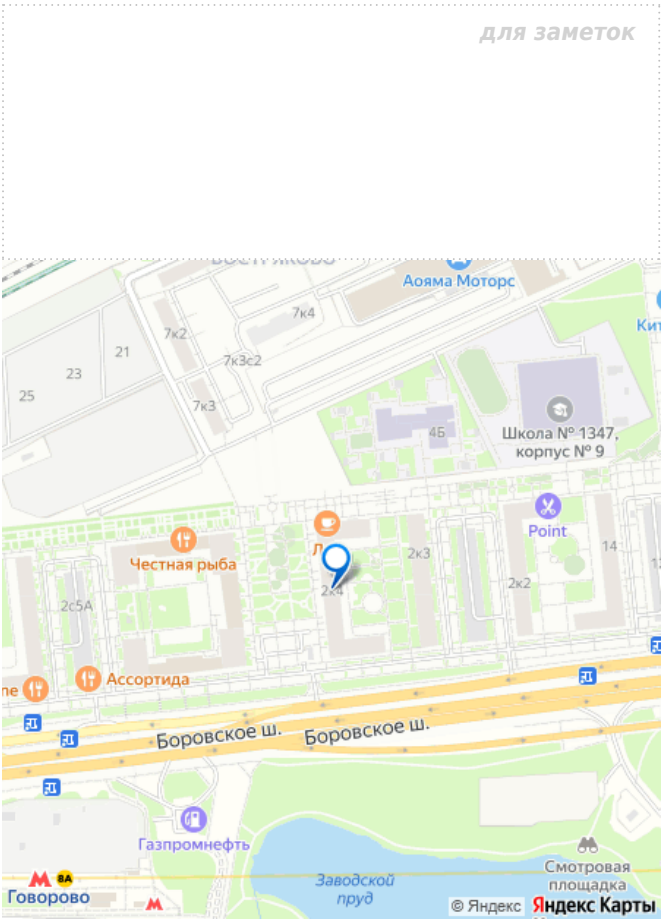 для заметок
ВОСТРЯКОВО
Аояма Моторс
7к4
7к2
21
7к3с2
23
25
7к3
4Б
Школа № 1347,
корпус № 9
Point
Честная рыба
2к3
14
2к2
2к4
2с5А
Ассортида
Боровское ш.
Боровское ш.
Газпромнефть
Смотровая
площадка
Заводской
пруд
8А
Говорово
© Яндекс Яндекс Карты